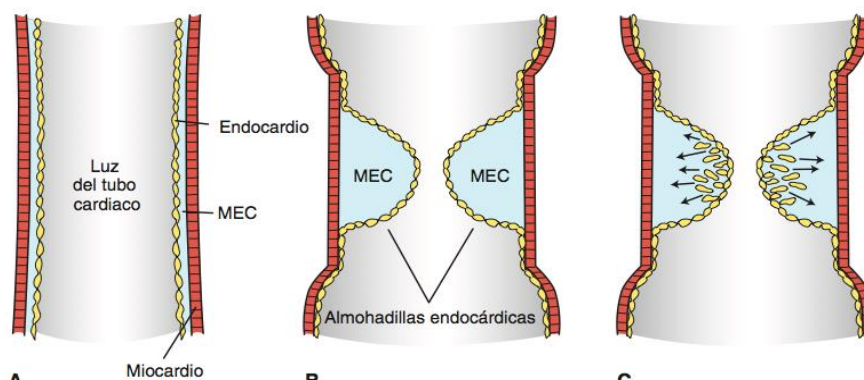 Luz
del tubo
cardiaco
Endocardio
MEC
Miocardio
A
MEC
MEC
Almohadillas endocárdicas
B
C